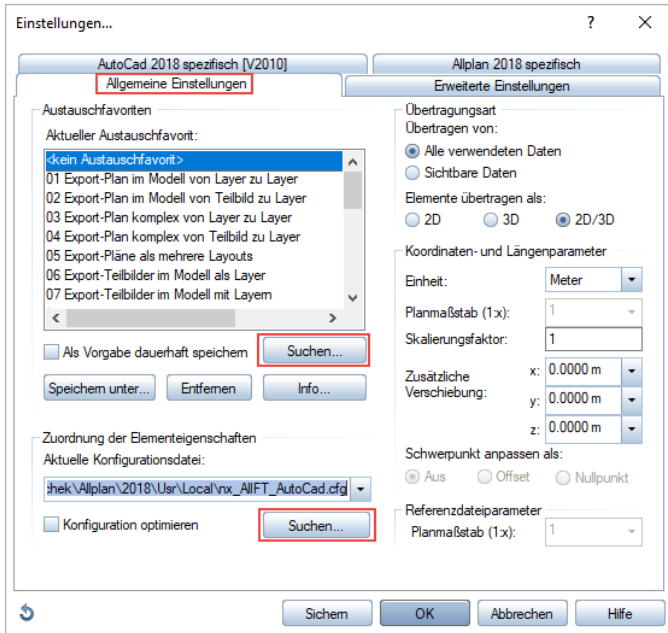 Einstellungen...
?
AutoCad 2018 spezifisch [V2010]
Allplan 2018 spezifisch
Allgemeine Einstellungen
Erweiterte Einstellungen
Austauschfavoriten
Aktueller Austauschfavorit:
<kein Austauschfavorit>
01 Export-Plan im Modell von Layer zu Layer
02 Export-Plan im Modell von Teilbild zu Layer
03 Export-Plan komplex von Layer zu Layer
04 Export-Plan komplex von Teilbild zu Layer
05 Export-Pläne als mehrere Layouts
06 Export-Teilbilder im Modell als Layer
07 Export-Teilbilder im Modell mit Layern
Als Vorgabe dauerhaft speichern
Suchen...
Speichern unter...
Entfernen
Info...
Zuordnung der Elementeigenschaften
Aktuelle Konfigurationsdatei:
:hek\Allplan\2018\Usr\Local\nx_AllFT_AutoCad.cfg
Konfiguration optimieren
Suchen...
Übertragungsart
Übertragen von:
Alle verwendeten Daten
Sichtbare Daten
Elemente übertragen als:
2D
3D
2D/3D
Koordinaten- und Längenparameter
Einheit:
Meter
Planmaßstab (1:x):
1
Skalierungsfaktor:
1
Zusätzliche
Verschiebung:
x: 0.0000 m
y: 0.0000 m
z: 0.0000 m
Schwerpunkt anpassen als:
Aus
Offset
Nullpunkt
Referenzdateiparameter
Planmaßstab (1:x):
1
Sichern
OK
Abbrechen
Hilfe